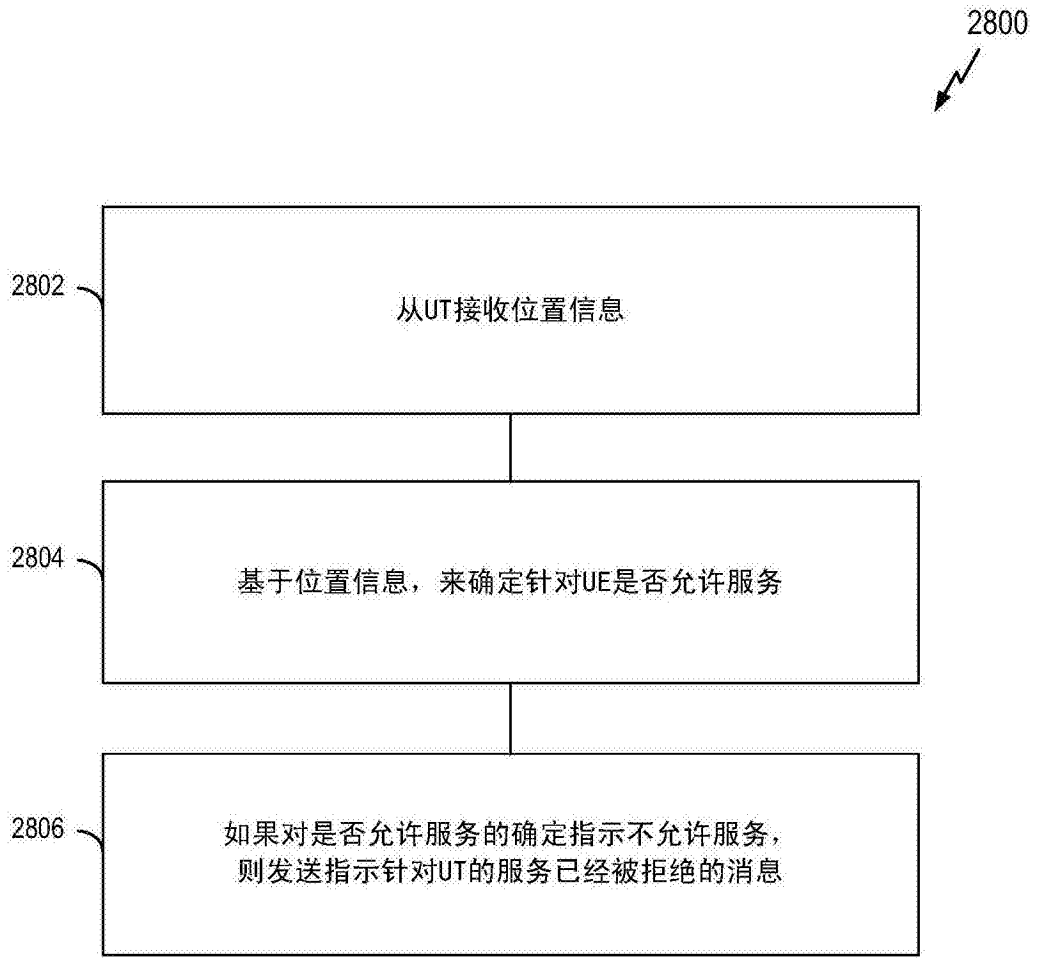 2800
2802
从UT接收位置信息
2804
基于位置信息，来确定针对UE是否允许服务
2806
如果对是否允许服务的确定指示不允许服务，
则发送指示针对UT的服务已经被拒绝的消息